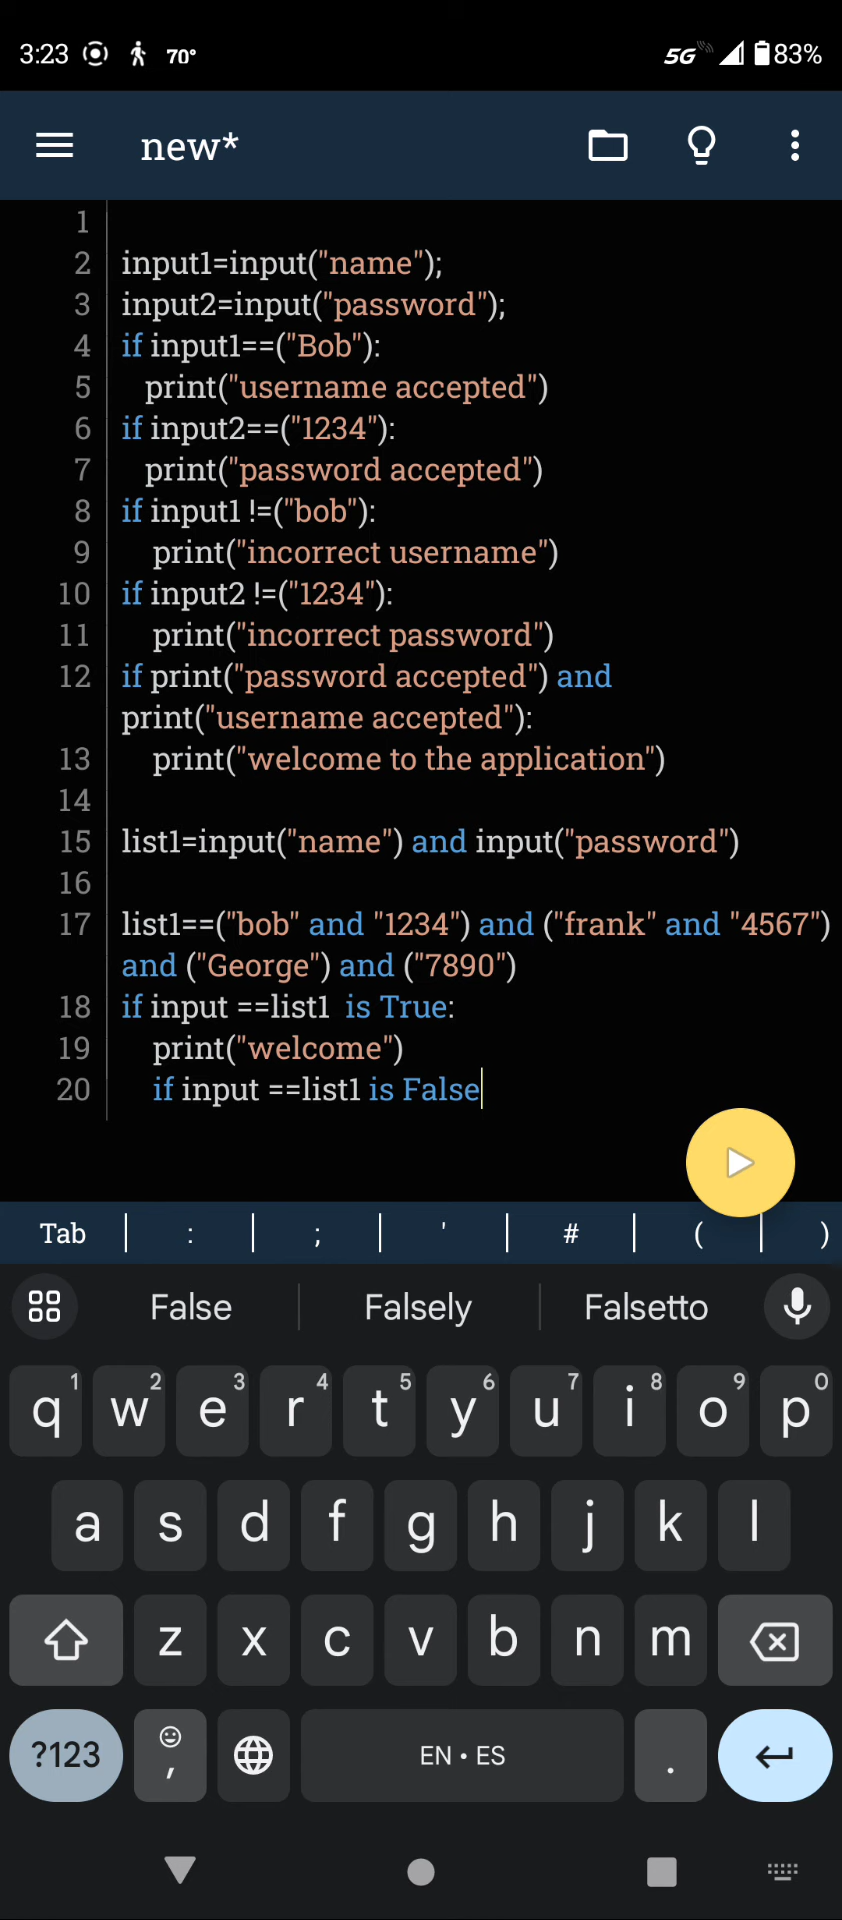 3:23 70° 5G 83%
new*
1
2 input1=input("name");
3 input2=input("password");
4 if input1==("Bob"):
5 print("username accepted")
6 if input2==("1234"):
7 print("password accepted")
8 if input1 !=("bob"):
9 print("incorrect username")
10 if input2 !=("1234"):
11 print("incorrect password")
12 if print("password accepted") and
print("username accepted"):
13 print("welcome to the application")
14
15 list1=input("name") and input("password")
16
17 list1==("bob" and "1234") and ("frank" and "4567")
and ("George") and ("7890")
18 if input ==list1  is True:
19 print("welcome")
20 if input ==list1 is False
Tab : ; ' # ( )
False Falsely Falsetto
q 1 w 2 e 3 r 4 t 5 y 6 u 7 i 8 o 9 p 0
a s d f g h j k l
z x c v b n m
?123 , EN • ES .